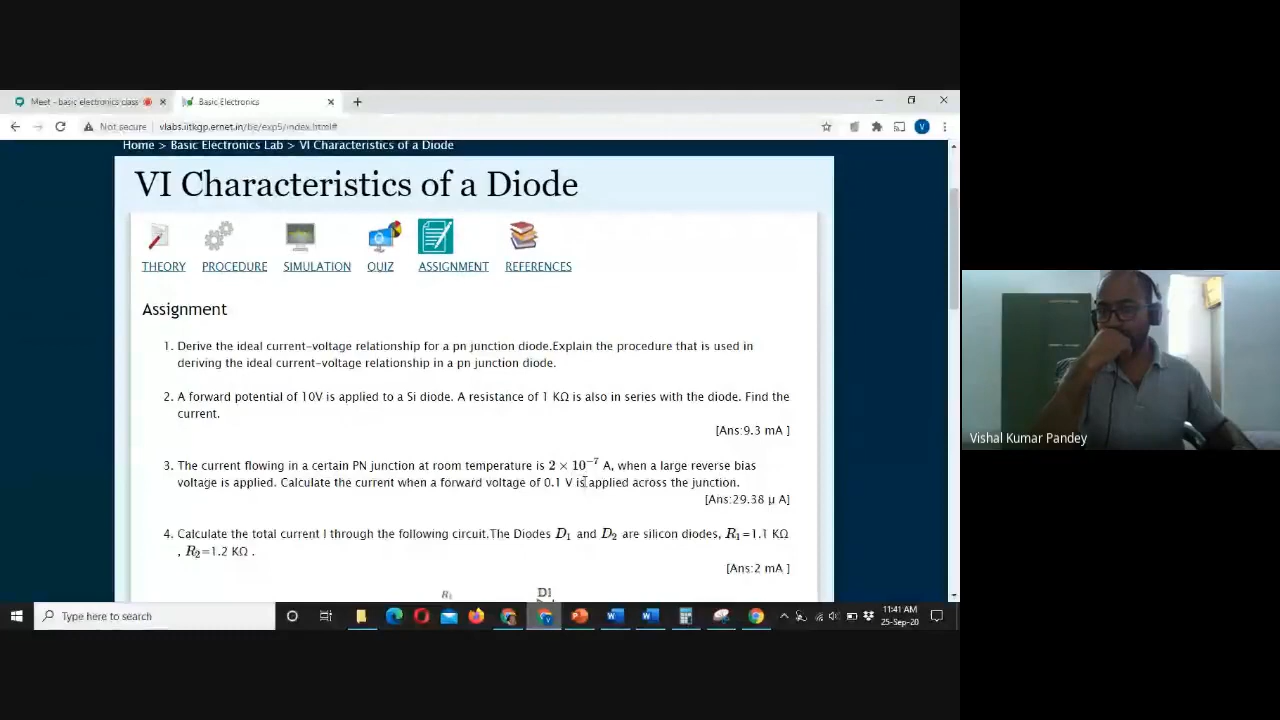 Meet - basic electronics class
Basic Electronics
Not secure
vlabs.iitkgp.ernet.in/be/exp5/index.html#
V
Home > Basic Electronics Lab > VI Characteristics of a Diode
VI Characteristics of a Diode
THEORY PROCEDURE SIMULATION QUIZ ASSIGNMENT REFERENCES
Assignment
1. Derive the ideal current-voltage relationship for a pn junction diode.Explain the procedure that is used in
deriving the ideal current-voltage relationship in a pn junction diode.
2. A forward potential of 10V is applied to a Si diode. A resistance of 1 KΩ is also in series with the diode. Find the
current.
[Ans:9.3 mA ]
3. The current flowing in a certain PN junction at room temperature is 2 × 10⁻⁷ A, when a large reverse bias
voltage is applied. Calculate the current when a forward voltage of 0.1 V is applied across the junction.
[Ans:29.38 μ A]
4. Calculate the total current I through the following circuit.The Diodes D₁ and D₂ are silicon diodes, R₁=1.1 KΩ
, R₂=1.2 KΩ .
[Ans:2 mA ]
R₁ D1
Vishal Kumar Pandey
Type here to search
11:41 AM
25-Sep-20